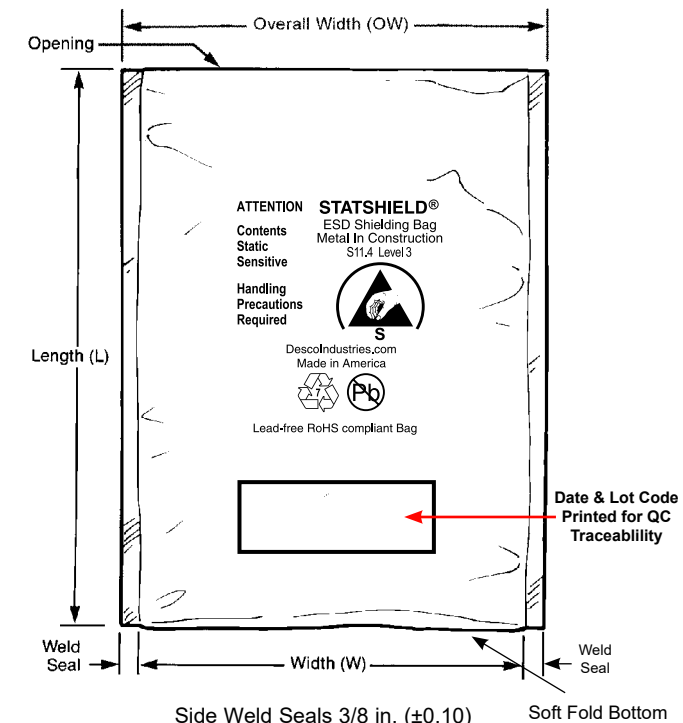 Overall Width (OW)
Opening
ATTENTION
Contents
Static
Sensitive
Handling
Precautions
Required
STATSHIELD®
ESD Shielding Bag
Metal In Construction
S11.4 Level 3
S
DescoIndustries.com
Made in America
7
Pb
Lead-free RoHS compliant Bag
Length (L)
Date & Lot Code
Printed for QC
Traceablility
Weld
Seal
Width (W)
Weld
Seal
Side Weld Seals 3/8 in. (±0.10)
Soft Fold Bottom